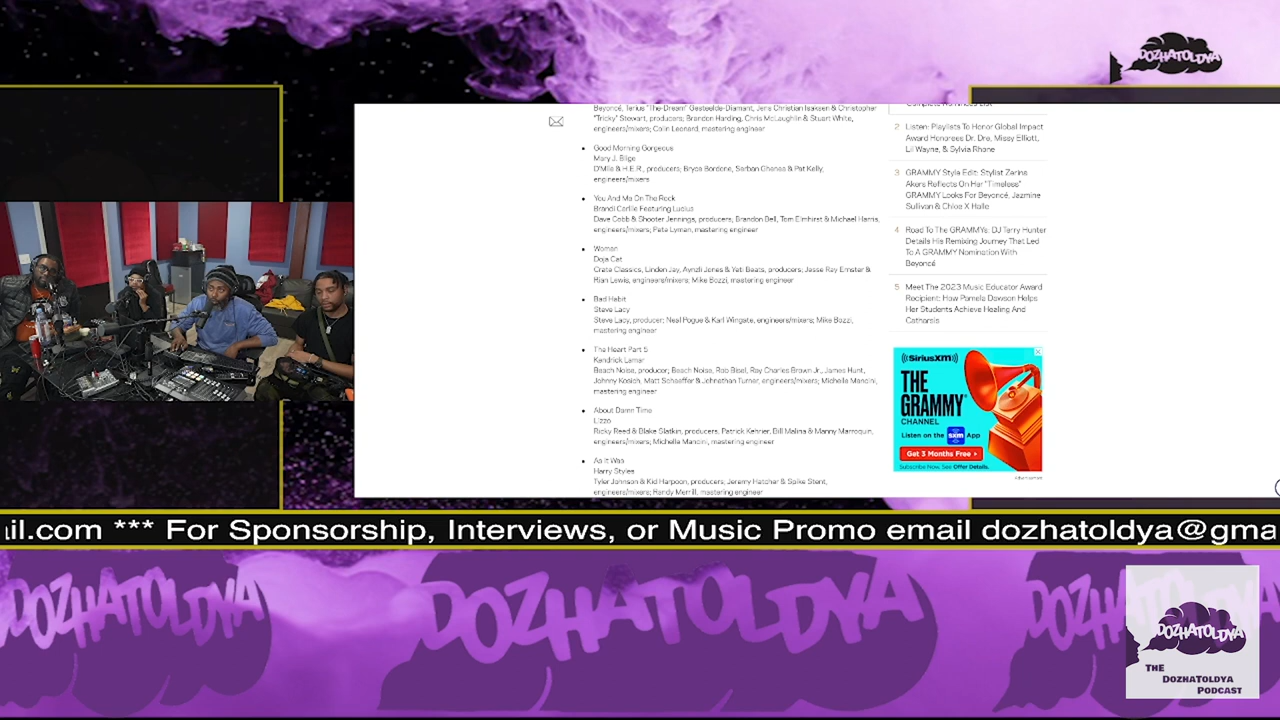 DOZHATOLDYA
Beyoncé, Terius "The-Dream" Gesteelde-Diamant, Jens Christian Isaksen & Christopher
"Tricky" Stewart, producers; Brandon Harding, Chris McLaughlin & Stuart White,
engineers/mixers; Colin Leonard, mastering engineer
• Good Morning Gorgeous
Mary J. Blige
D'Mile & H.E.R., producers; Bryce Bordone, Serban Ghenea & Pat Kelly,
engineers/mixers
• You And Me On The Rock
Brandi Carlile Featuring Lucius
Dave Cobb & Shooter Jennings, producers; Brandon Bell, Tom Elmhirst & Michael Harris,
engineers/mixers; Pete Lyman, mastering engineer
• Woman
Doja Cat
Crate Classics, Linden Jay, Aynzli Jones & Yeti Beats, producers; Jesse Ray Ernster &
Rian Lewis, engineers/mixers; Mike Bozzi, mastering engineer
• Bad Habit
Steve Lacy
Steve Lacy, producer; Neal Pogue & Karl Wingate, engineers/mixers; Mike Bozzi,
mastering engineer
• The Heart Part 5
Kendrick Lamar
Beach Noise, producer; Beach Noise, Rob Bisel, Ray Charles Brown Jr., James Hunt,
Johnny Kosich, Matt Schaeffer & Johnathan Turner, engineers/mixers; Michelle Mancini,
mastering engineer
• About Damn Time
Lizzo
Ricky Reed & Blake Slatkin, producers; Patrick Kehrier, Bill Malina & Manny Marroquin,
engineers/mixers; Michelle Mancini, mastering engineer
• As It Was
Harry Styles
Tyler Johnson & Kid Harpoon, producers; Jeremy Hatcher & Spike Stent,
engineers/mixers; Randy Merrill, mastering engineer
Complete Nominees List
2 Listen: Playlists To Honor Global Impact
Award Honorees Dr. Dre, Missy Elliott,
Lil Wayne, & Sylvia Rhone
3 GRAMMY Style Edit: Stylist Zerina
Akers Reflects On Her "Timeless"
GRAMMY Looks For Beyoncé, Jazmine
Sullivan & Chloe X Halle
4 Road To The GRAMMYs: DJ Terry Hunter
Details His Remixing Journey That Led
To A GRAMMY Nomination With
Beyoncé
5 Meet The 2023 Music Educator Award
Recipient: How Pamela Dawson Helps
Her Students Achieve Healing And
Catharsis
((SiriusXM))
THE
GRAMMY
CHANNEL
Listen on the sxm App
Get 3 Months Free ▸
Subscribe Now. See Offer Details.
Advertisement
il.com *** For Sponsorship, Interviews, or Music Promo email dozhatoldya@gma
DOZHATOLDYA
DOZHATOLDYA
DOZHA
DOZHATOLDYA
THE
DOZHATOLDYA
PODCAST